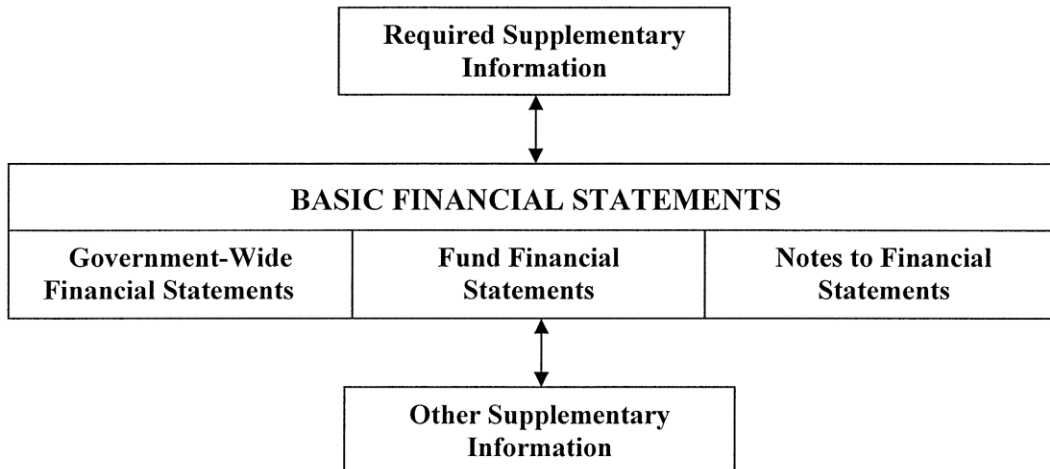 Required Supplementary
Information
BASIC FINANCIAL STATEMENTS
Government-Wide
Financial Statements
Fund Financial
Statements
Notes to Financial
Statements
Other Supplementary
Information